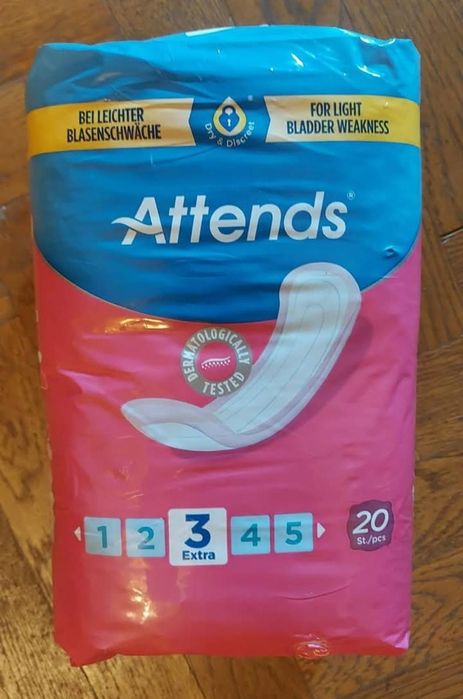 BEI LEICHTER
BLASENSCHWÄCHE
Dry & Discreet
FOR LIGHT
BLADDER WEAKNESS
Attends®
DERMATOLOGICALLY
TESTED
1 2 3 4 5
Extra
20
St./pcs